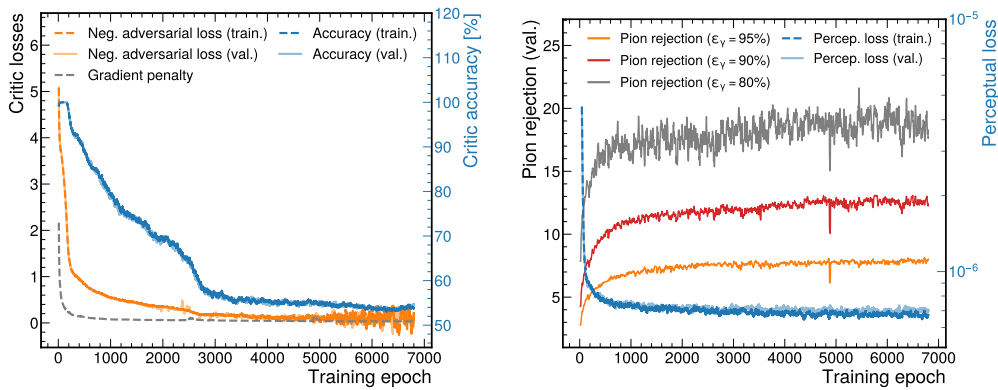 Critic losses
6
5
4
3
2
1
0
Neg. adversarial loss (train.)
Neg. adversarial loss (val.)
Gradient penalty
Accuracy (train.)
Accuracy (val.)
120
110
100
90
80
70
60
50
Critic accuracy [%]
0 1000 2000 3000 4000 5000 6000 7000
Training epoch
Pion rejection (val.)
25
20
15
10
5
Pion rejection (εγ = 95%)
Pion rejection (εγ = 90%)
Pion rejection (εγ = 80%)
Percep. loss (train.)
Percep. loss (val.)
10⁻⁵
10⁻⁶
Perceptual loss
0 1000 2000 3000 4000 5000 6000 7000
Training epoch